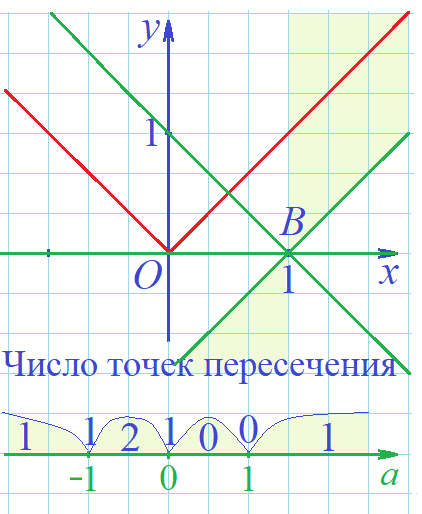 y
1
B
O
1
x
Число точек пересечения
1 1 2 1 0 0 1
-1 0 1 a